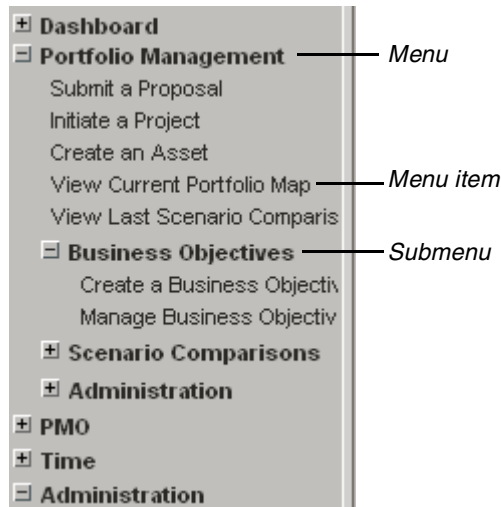 Dashboard
Portfolio Management
Menu
Submit a Proposal
Initiate a Project
Create an Asset
View Current Portfolio Map
Menu item
View Last Scenario Comparis
Business Objectives
Submenu
Create a Business Objectiv
Manage Business Objectiv
Scenario Comparisons
Administration
PMO
Time
Administration